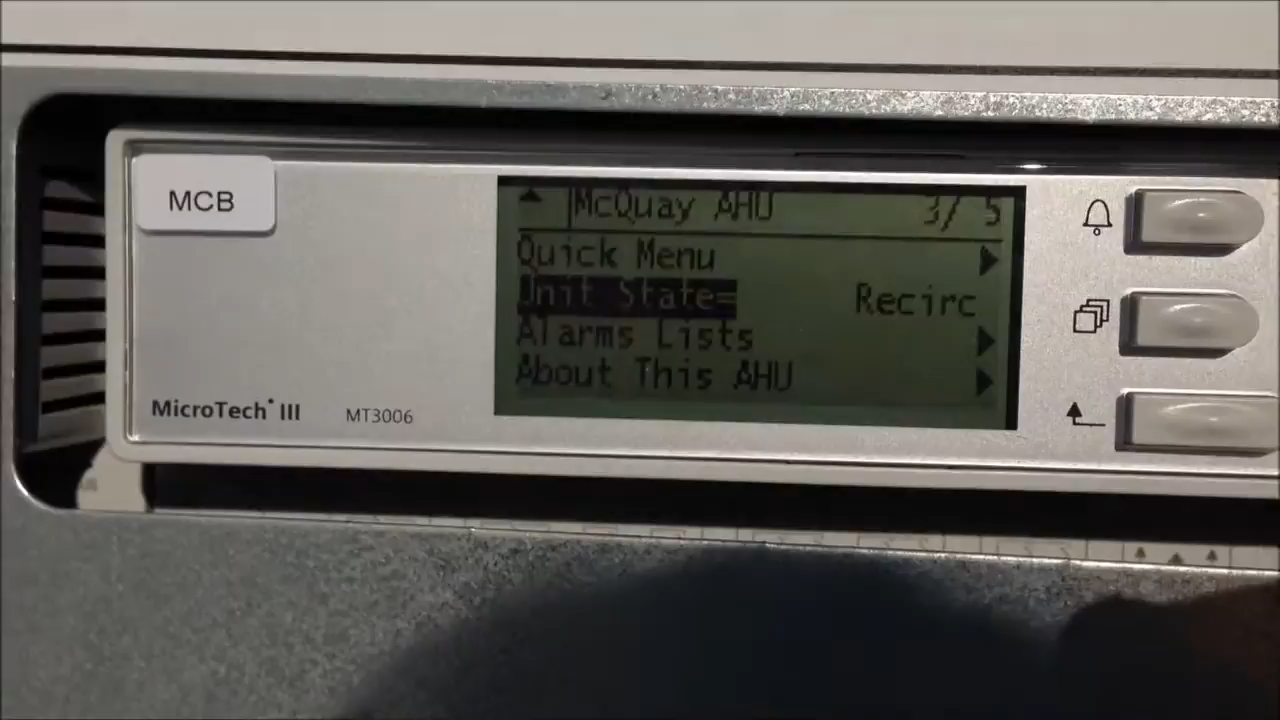 MCB
McQuay AHU 3/ 5
Quick Menu
Unit State= Recirc
Alarms Lists
About This AHU
MicroTech III MT3006